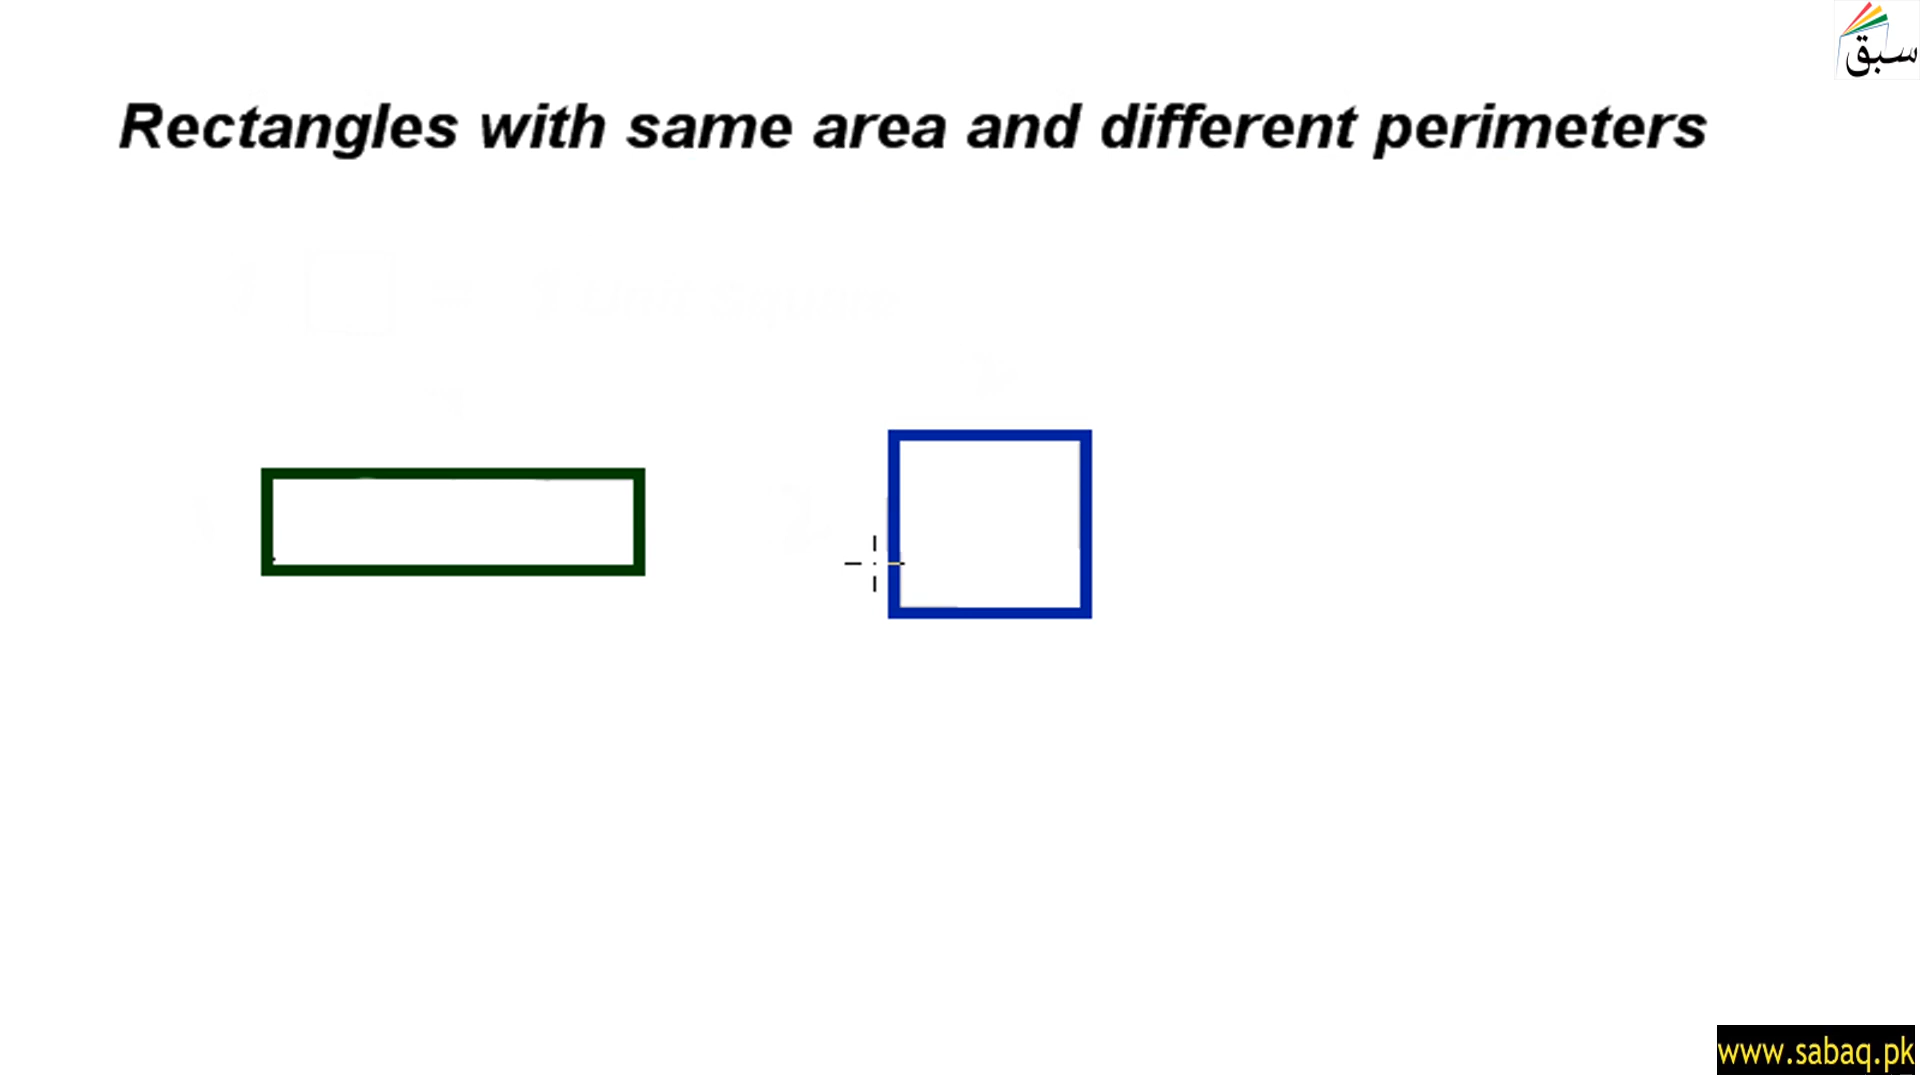 سبق
Rectangles with same area and different perimeters
www.sabaq.pk